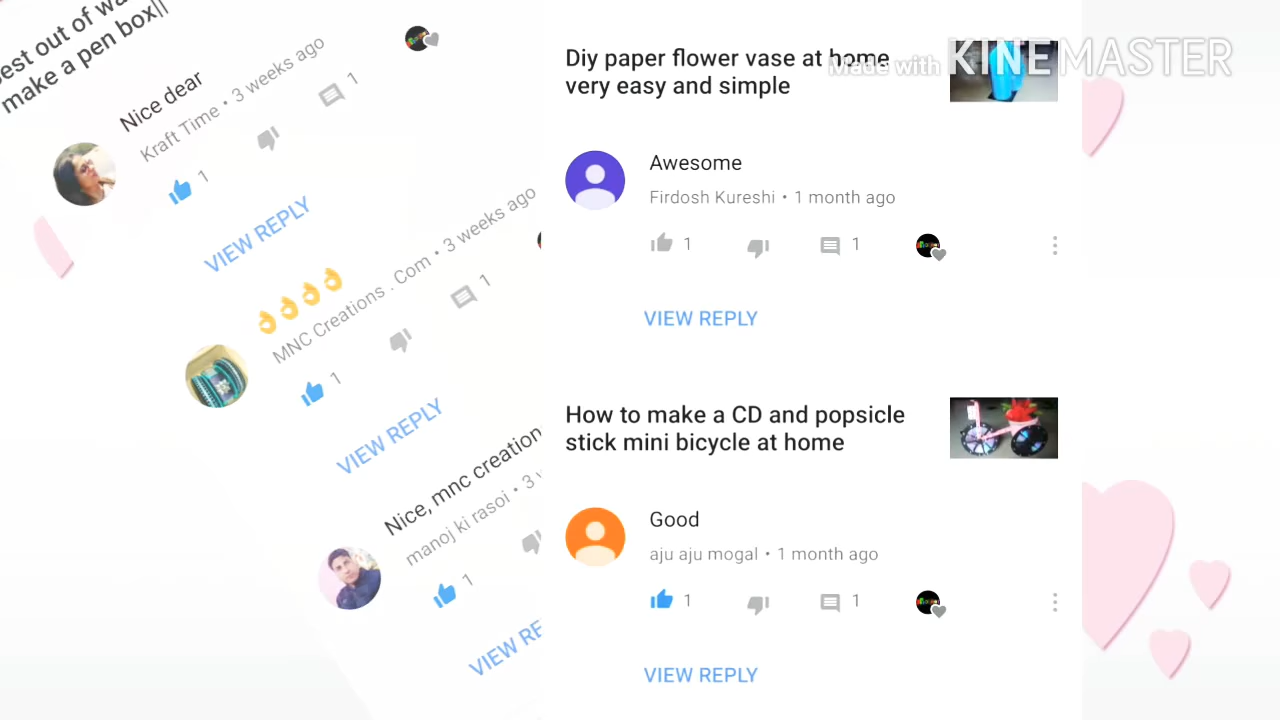 est out of wa
make a pen box||
Nice dear
Kraft Time • 3 weeks ago
1
1
VIEW REPLY
👌👌👌👌
MNC Creations . Com • 3 weeks ago
1
1
VIEW REPLY
Nice, mnc creation
manoj ki rasoi • 3
1
VIEW RE
Diy paper flower vase at home
very easy and simple
Made with KINEMASTER
Awesome
Firdosh Kureshi • 1 month ago
1
1
VIEW REPLY
How to make a CD and popsicle
stick mini bicycle at home
Good
aju aju mogal • 1 month ago
1
1
VIEW REPLY